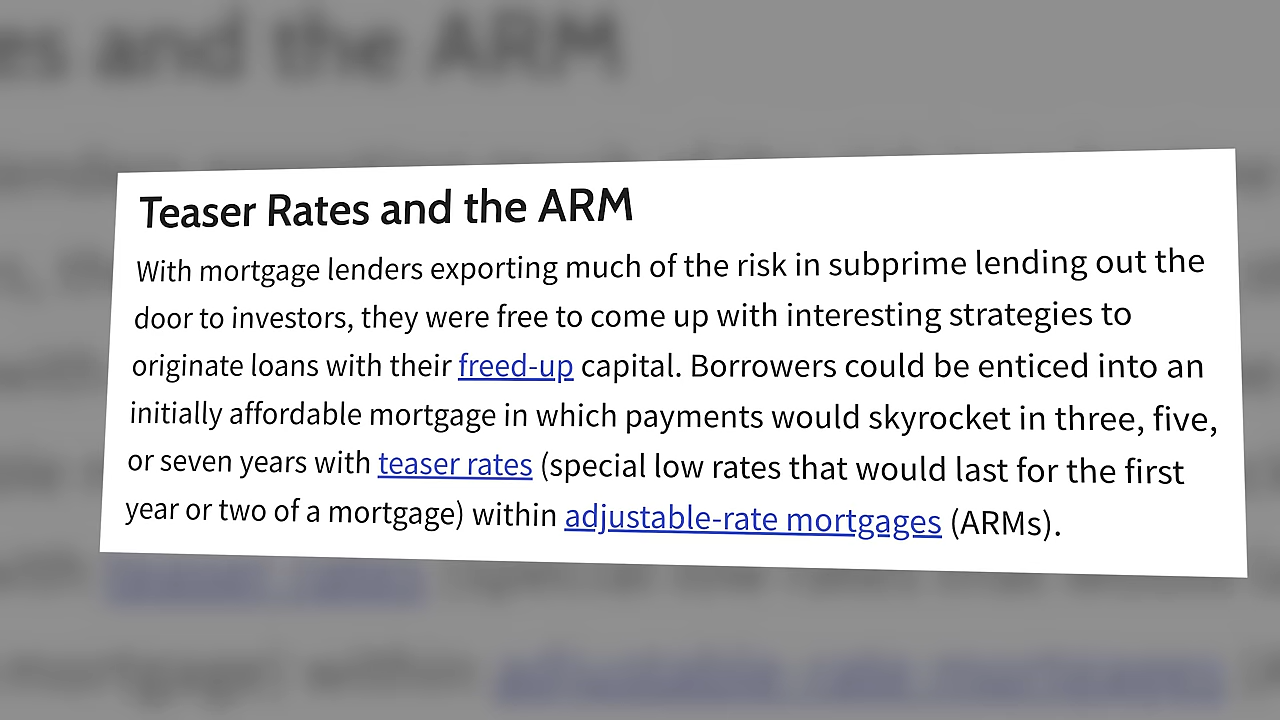 Teaser Rates and the ARM
With mortgage lenders exporting much of the risk in subprime lending out the
door to investors, they were free to come up with interesting strategies to
originate loans with their freed-up capital. Borrowers could be enticed into an
initially affordable mortgage in which payments would skyrocket in three, five,
or seven years with teaser rates (special low rates that would last for the first
year or two of a mortgage) within adjustable-rate mortgages (ARMs).